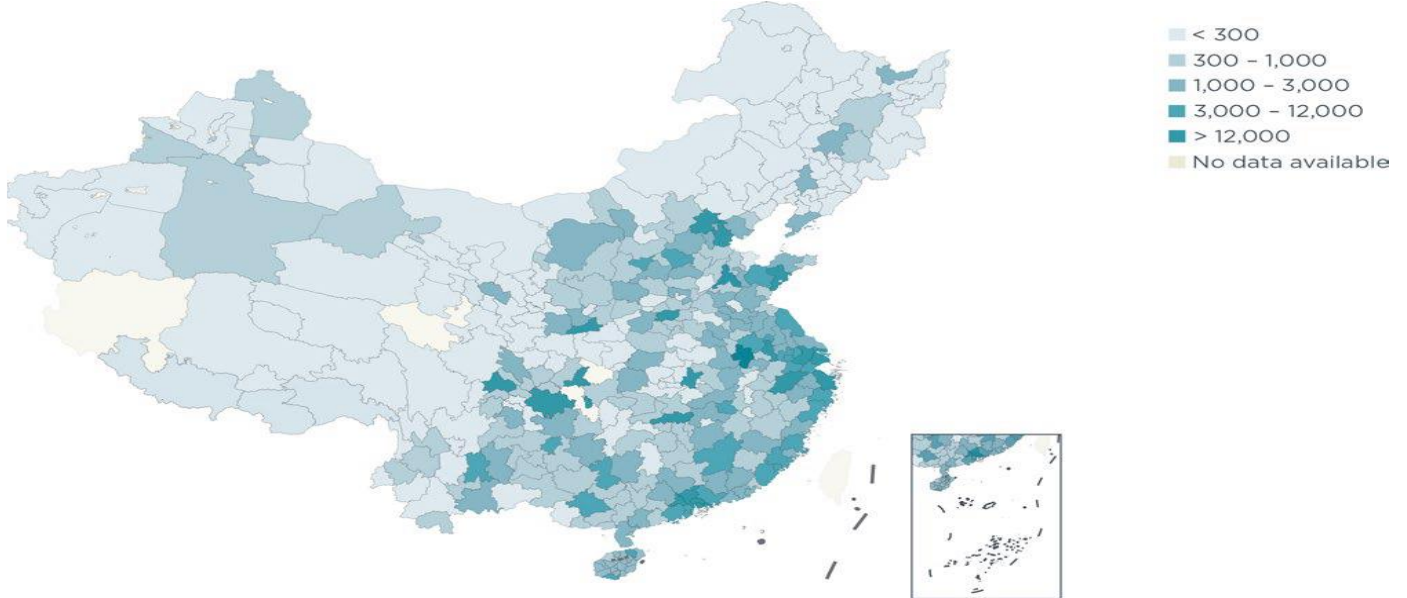 < 300
300 – 1,000
1,000 – 3,000
3,000 – 12,000
> 12,000
No data available